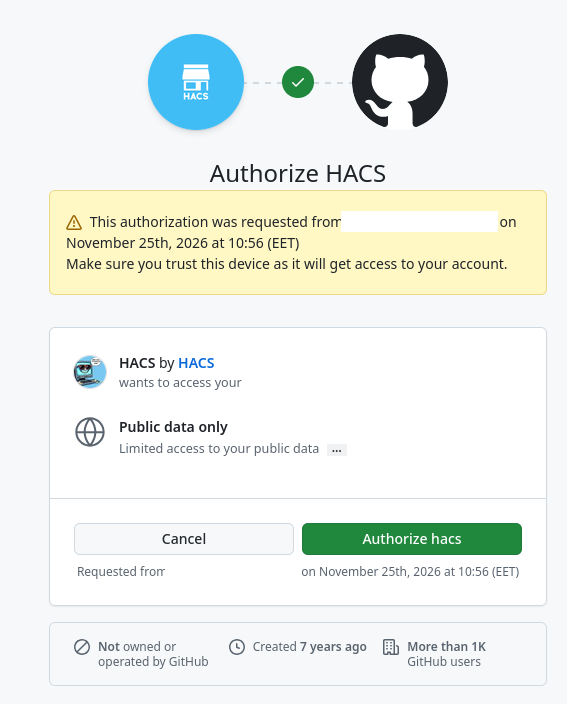 HACS
Authorize HACS
This authorization was requested from on
November 25th, 2026 at 10:56 (EET)
Make sure you trust this device as it will get access to your account.
HACS by HACS
wants to access your
Public data only
Limited access to your public data ...
Cancel
Authorize hacs
Requested from on November 25th, 2026 at 10:56 (EET)
Not owned or
operated by GitHub
Created 7 years ago
More than 1K
GitHub users